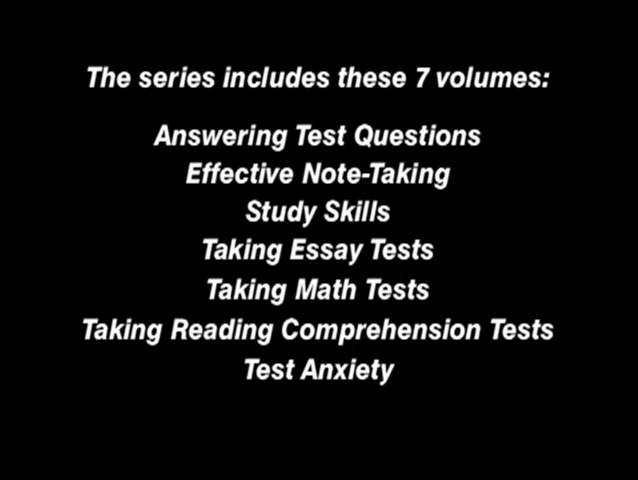 The series includes these 7 volumes:
Answering Test Questions
Effective Note-Taking
Study Skills
Taking Essay Tests
Taking Math Tests
Taking Reading Comprehension Tests
Test Anxiety